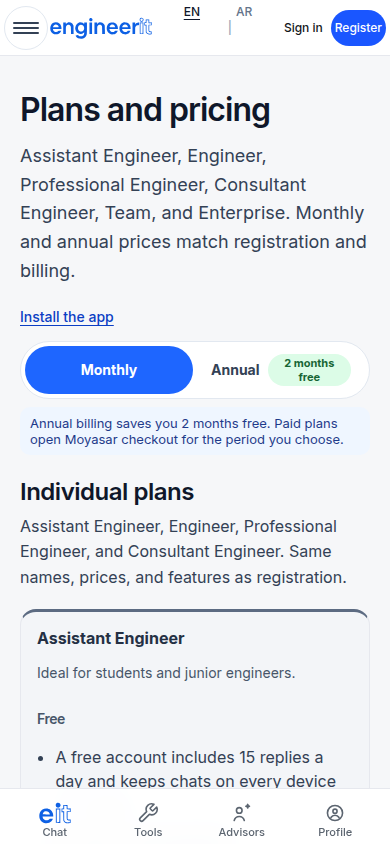 engineerit
EN | AR
Sign in
Register
Plans and pricing
Assistant Engineer, Engineer,
Professional Engineer, Consultant
Engineer, Team, and Enterprise. Monthly
and annual prices match registration and
billing.
Install the app
Monthly
Annual
2 months
free
Annual billing saves you 2 months free. Paid plans
open Moyasar checkout for the period you choose.
Individual plans
Assistant Engineer, Engineer, Professional
Engineer, and Consultant Engineer. Same
names, prices, and features as registration.
Assistant Engineer
Ideal for students and junior engineers.
Free
• A free account includes 15 replies a
day and keeps chats on every device
eit
Chat
Tools
Advisors
Profile